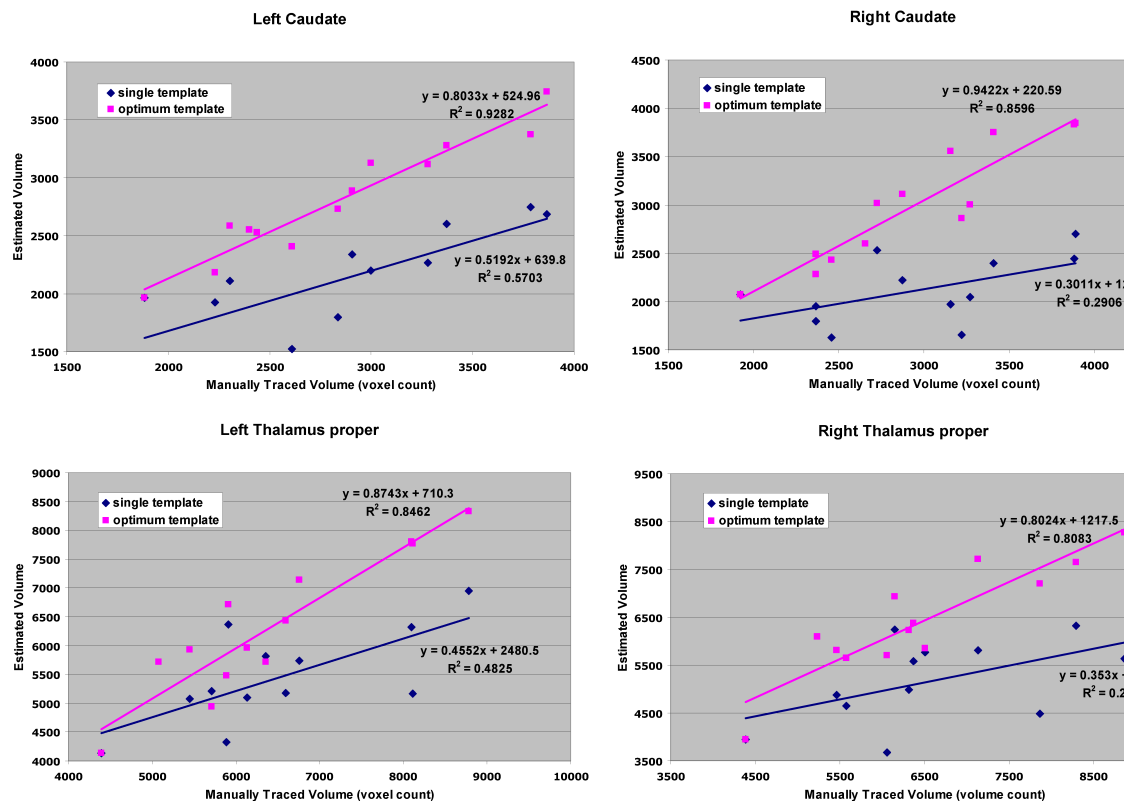 Left Caudate
4000
3500
3000
2500
2000
1500
Estimated Volume
single template
optimum template
y = 0.8033x + 524.96
R² = 0.9282
y = 0.5192x + 639.8
R² = 0.5703
1500 2000 2500 3000 3500 4000
Manually Traced Volume (voxel count)
Right Caudate
4500
4000
3500
3000
2500
2000
1500
Estimated Volume
single template
optimum template
y = 0.9422x + 220.59
R² = 0.8596
y = 0.3011x + 12
R² = 0.2906
1500 2000 2500 3000 3500 4000
Manually Traced Volume (voxel count)
Left Thalamus proper
9000
8500
8000
7500
7000
6500
6000
5500
5000
4500
4000
Estimated Volume
single template
optimum template
y = 0.8743x + 710.3
R² = 0.8462
y = 0.4552x + 2480.5
R² = 0.4825
4000 5000 6000 7000 8000 9000 10000
Manually Traced Volume (voxel count)
Right Thalamus proper
9500
8500
7500
6500
5500
4500
3500
Estimated Volume
single template
optimum template
y = 0.8024x + 1217.5
R² = 0.8083
y = 0.353x +
R² = 0.2
3500 4500 5500 6500 7500 8500
Manually Traced Volume (volume count)